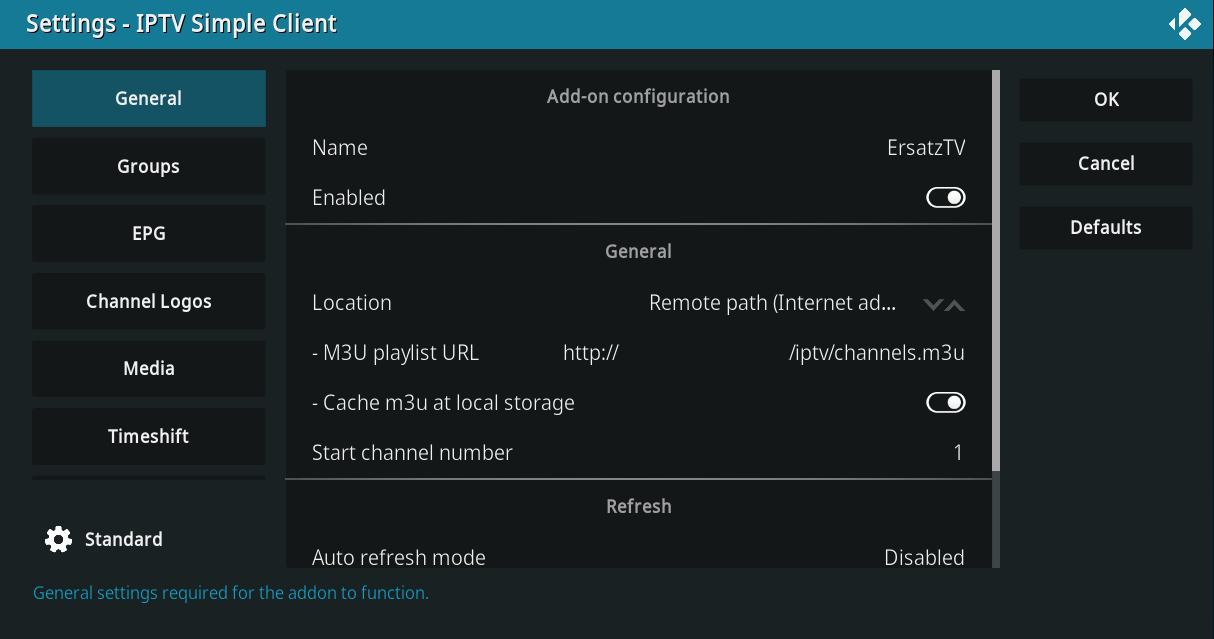 Settings - IPTV Simple Client
General
Groups
EPG
Channel Logos
Media
Timeshift
Standard
Add-on configuration
Name ErsatzTV
Enabled
General
Location Remote path (Internet ad...
- M3U playlist URL http:// /iptv/channels.m3u
- Cache m3u at local storage
Start channel number 1
Refresh
Auto refresh mode Disabled
OK
Cancel
Defaults
General settings required for the addon to function.